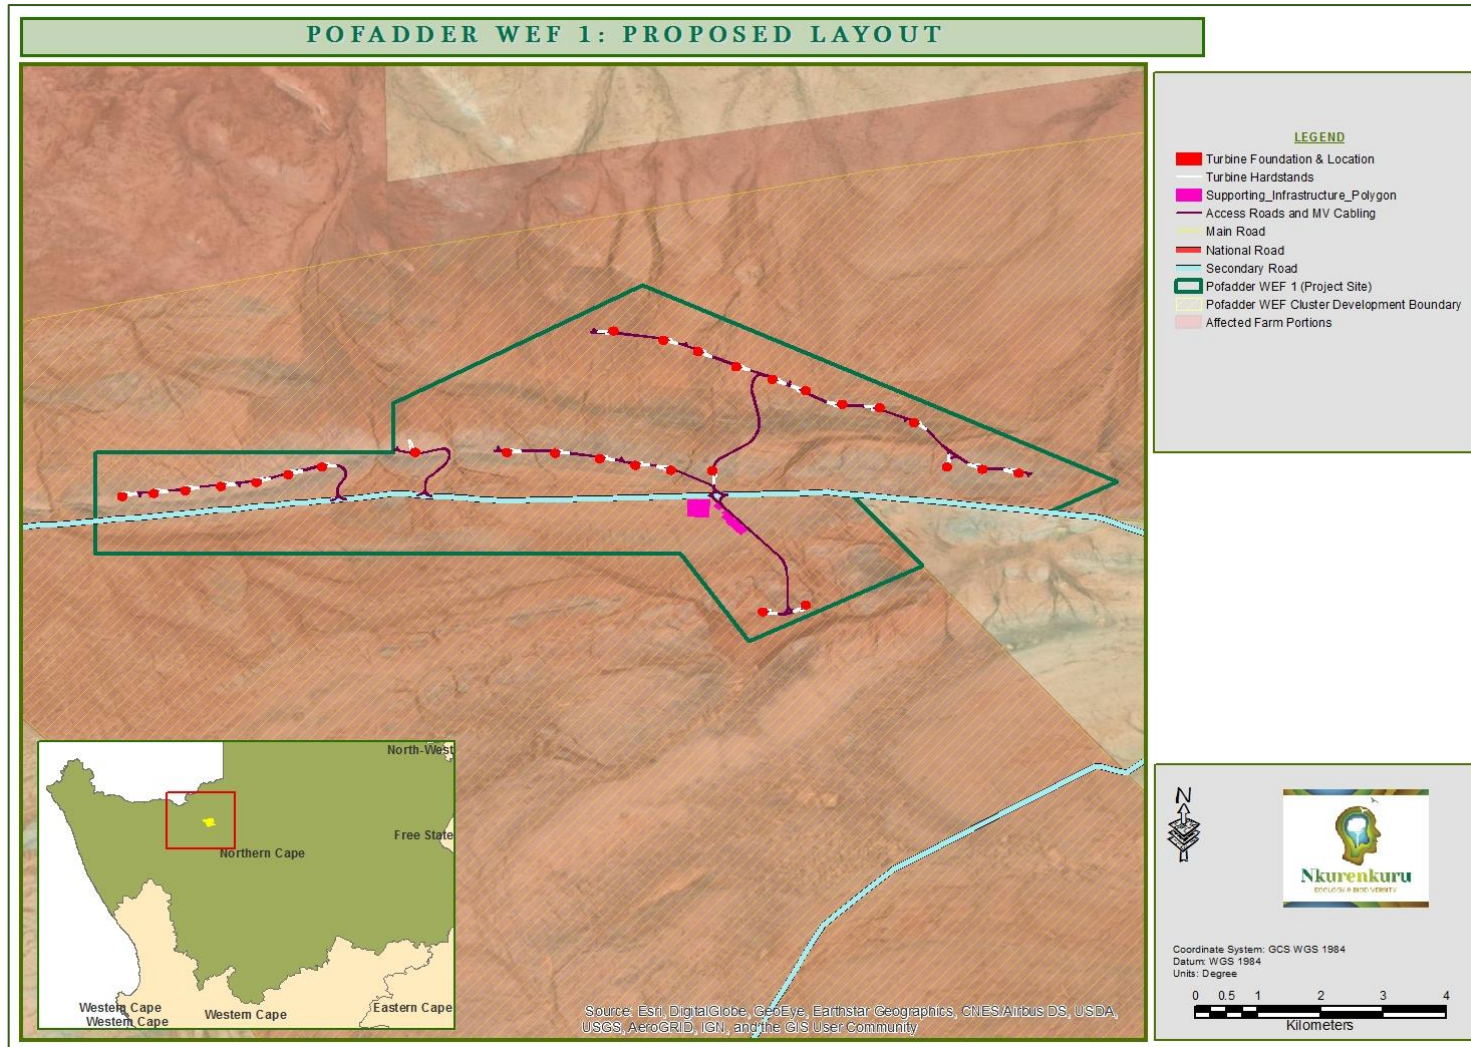 POFADDER WEF 1: PROPOSED LAYOUT
LEGEND
Turbine Foundation & Location
Turbine Hardstands
Supporting_Infrastructure_Polygon
Access Roads and MV Cabling
Main Road
National Road
Secondary Road
Pofadder WEF 1 (Project Site)
Pofadder WEF Cluster Development Boundary
Affected Farm Portions
North-West
Free State
Northern Cape
Western Cape
Western Cape
Western Cape
Eastern Cape
Source: Esri, DigitalGlobe, GeoEye, Earthstar Geographics, CNES/Airbus DS, USDA,
USGS, AeroGRID, IGN, and the GIS User Community
N
Nkurenkuru
ECOLOGY & BIODIVERSITY
Coordinate System: GCS WGS 1984
Datum: WGS 1984
Units: Degree
0 0.5 1 2 3 4
Kilometers